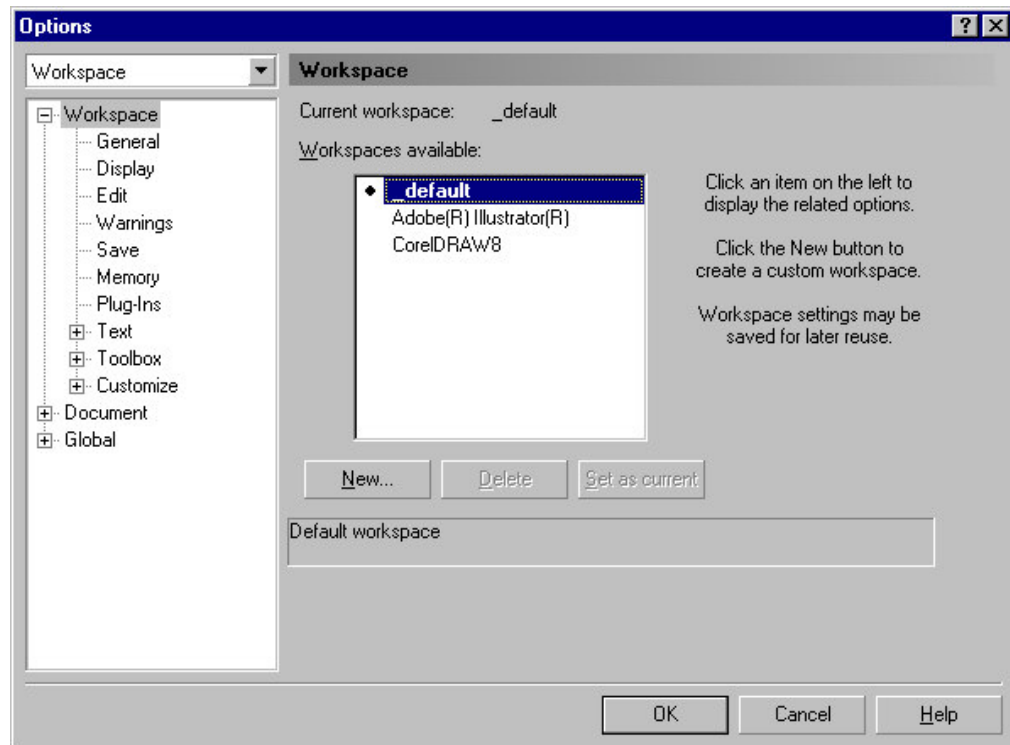 Options
Workspace
Workspace
General
Display
Edit
Warnings
Save
Memory
Plug-Ins
Text
Toolbox
Customize
Document
Global
Workspace
Current workspace: _default
Workspaces available:
_default
Adobe(R) Illustrator(R)
CorelDRAW8
Click an item on the left to
display the related options.
Click the New button to
create a custom workspace.
Workspace settings may be
saved for later reuse.
New... Delete Set as current
Default workspace
OK Cancel Help